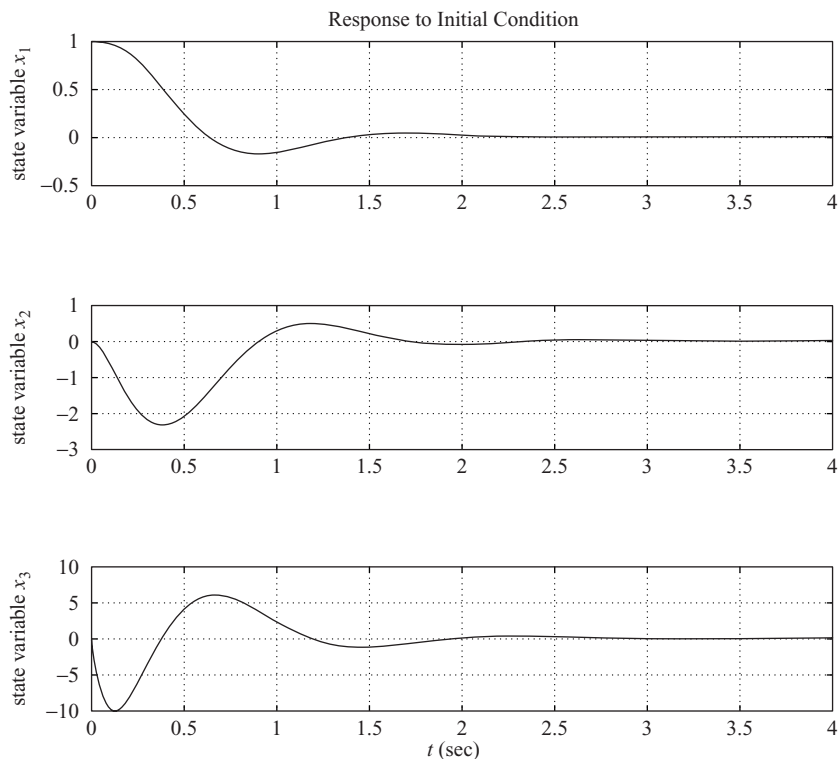 Response to Initial Condition
state variable x1
1
0.5
0
−0.5
0 0.5 1 1.5 2 2.5 3 3.5 4
state variable x2
1
0
−1
−2
−3
0 0.5 1 1.5 2 2.5 3 3.5 4
state variable x3
10
5
0
−5
−10
0 0.5 1 1.5 2 2.5 3 3.5 4
t (sec)